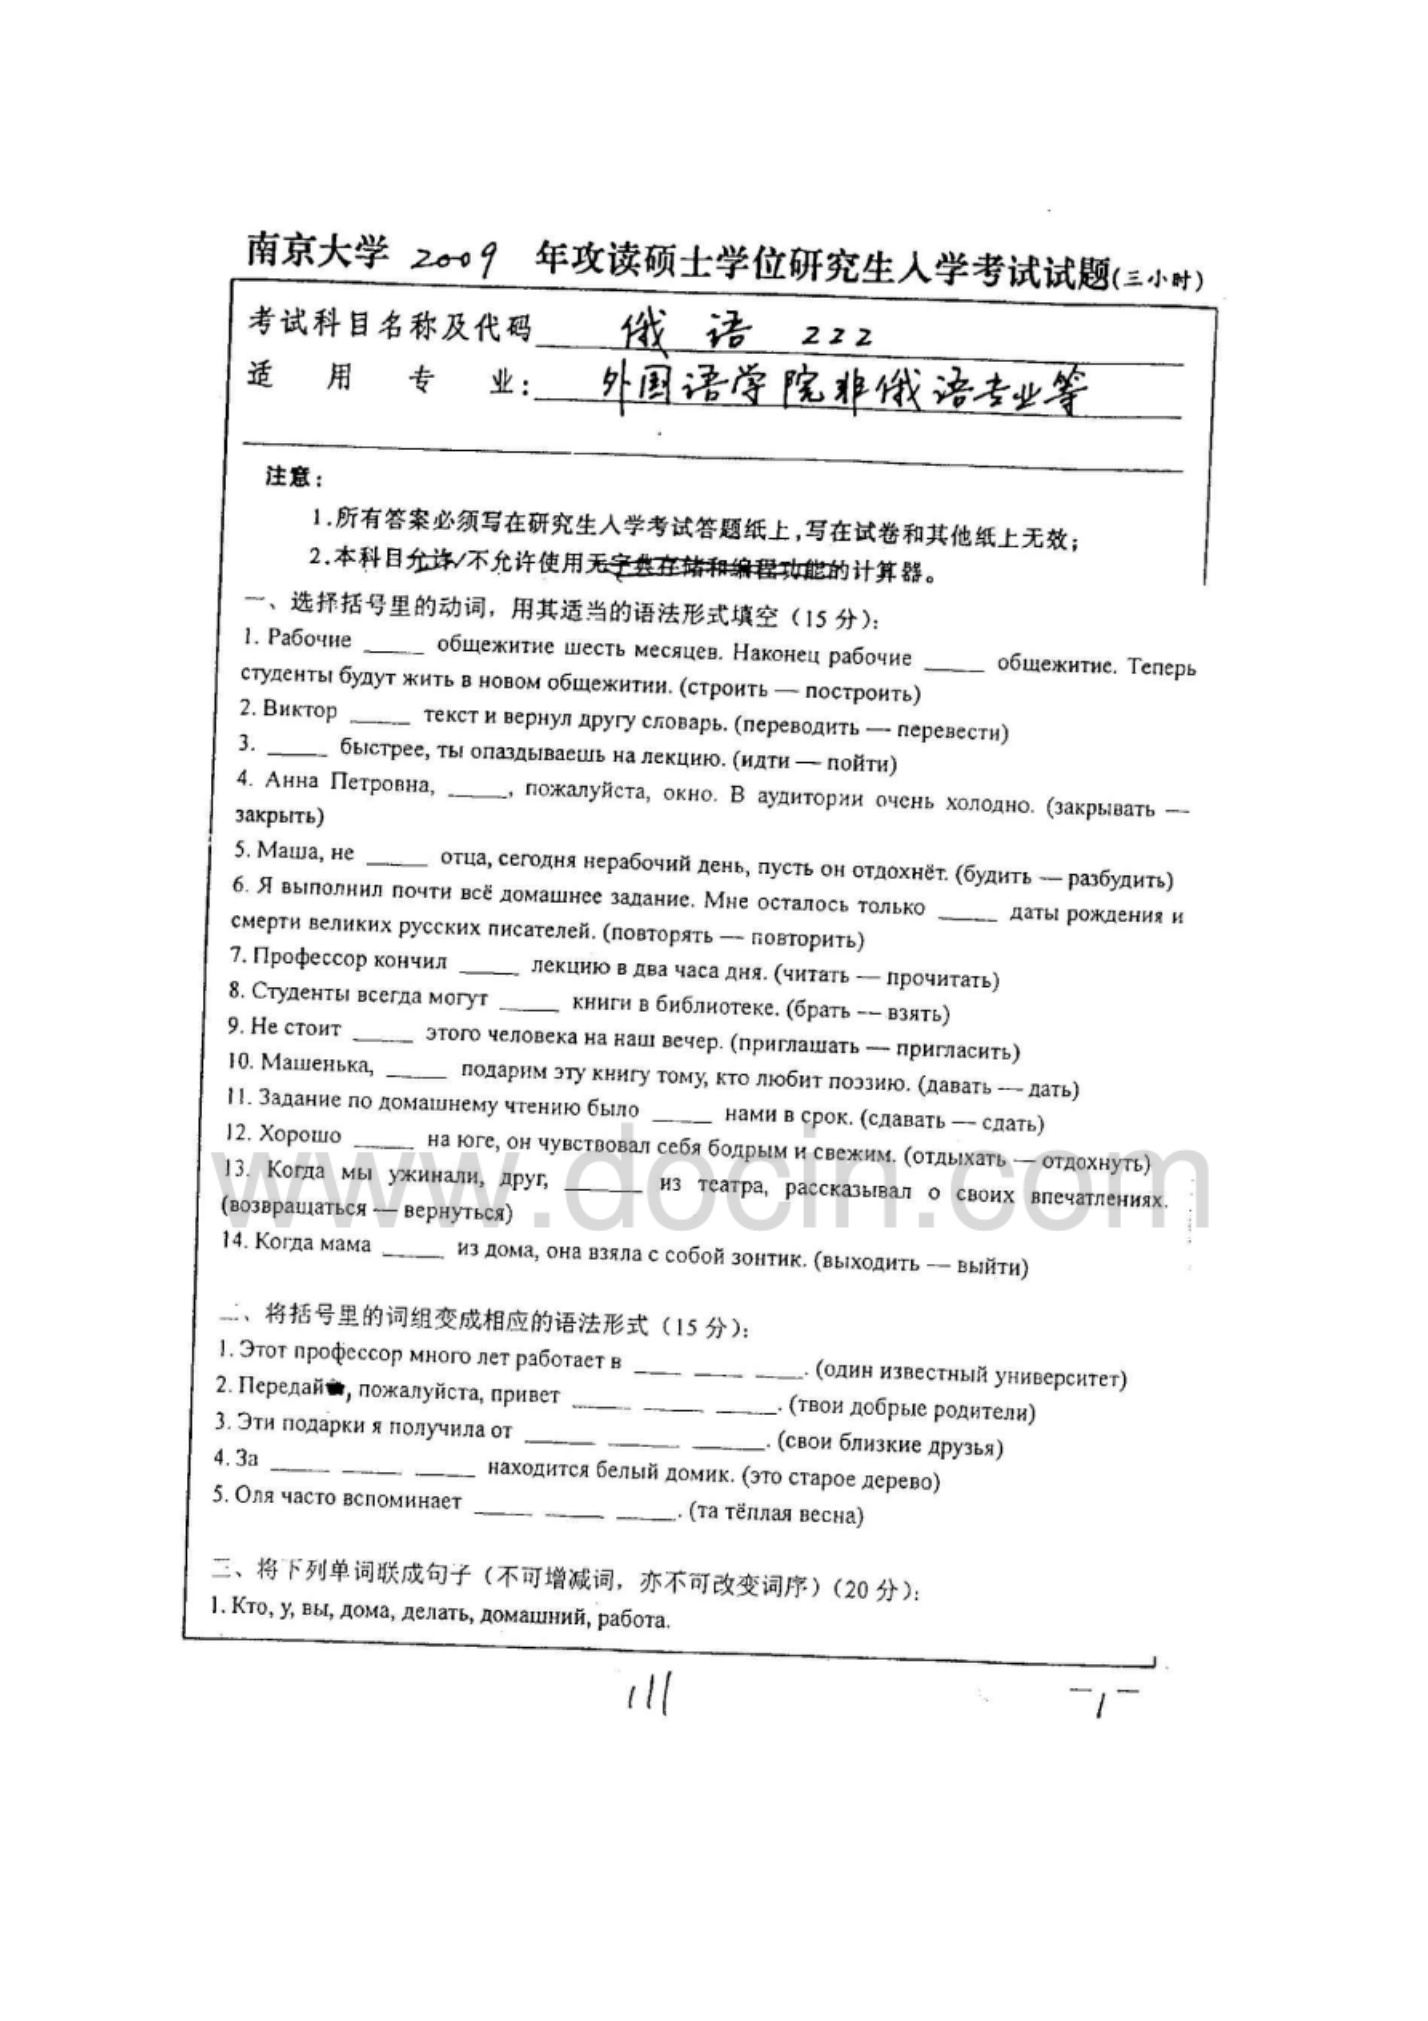 南京大学 2009 年攻读硕士学位研究生入学考试试题(三小时)
考试科目名称及代码 俄语 222
适用专业: 外国语学院非俄语专业等
注意:
1.所有答案必须写在研究生入学考试答题纸上,写在试卷和其他纸上无效;
2.本科目允许/不允许使用无字典存储和编程功能的计算器。
一、选择括号里的动词,用其适当的语法形式填空(15 分):
1. Рабочие _____ общежитие шесть месяцев. Наконец рабочие _____ общежитие. Теперь
студенты будут жить в новом общежитии. (строить — построить)
2. Виктор _____ текст и вернул другу словарь. (переводить — перевести)
3. _____ быстрее, ты опаздываешь на лекцию. (идти — пойти)
4. Анна Петровна, _____, пожалуйста, окно. В аудитории очень холодно. (закрывать —
закрыть)
5. Маша, не _____ отца, сегодня нерабочий день, пусть он отдохнёт. (будить — разбудить)
6. Я выполнил почти всё домашнее задание. Мне осталось только _____ даты рождения и
смерти великих русских писателей. (повторять — повторить)
7. Профессор кончил _____ лекцию в два часа дня. (читать — прочитать)
8. Студенты всегда могут _____ книги в библиотеке. (брать — взять)
9. Не стоит _____ этого человека на наш вечер. (приглашать — пригласить)
10. Машенька, _____ подарим эту книгу тому, кто любит поэзию. (давать — дать)
11. Задание по домашнему чтению было _____ нами в срок. (сдавать — сдать)
12. Хорошо _____ на юге, он чувствовал себя бодрым и свежим. (отдыхать — отдохнуть)
13. Когда мы ужинали, друг, _____ из театра, рассказывал о своих впечатлениях.
(возвращаться — вернуться)
14. Когда мама _____ из дома, она взяла с собой зонтик. (выходить — выйти)
www.docin.com
二、将括号里的词组变成相应的语法形式(15 分):
1. Этот профессор много лет работает в ____ ____ ____. (один известный университет)
2. Передай, пожалуйста, привет _____ _____ _____. (твои добрые родители)
3. Эти подарки я получила от _____ _____ _____. (свои близкие друзья)
4. За _____ _____ _____ находится белый домик. (это старое дерево)
5. Оля часто вспоминает _____ _____ _____. (та тёплая весна)
三、将下列单词联成句子(不可增减词,亦不可改变词序)(20 分):
1. Кто, у, вы, дома, делать, домашний, работа.
111
-1-